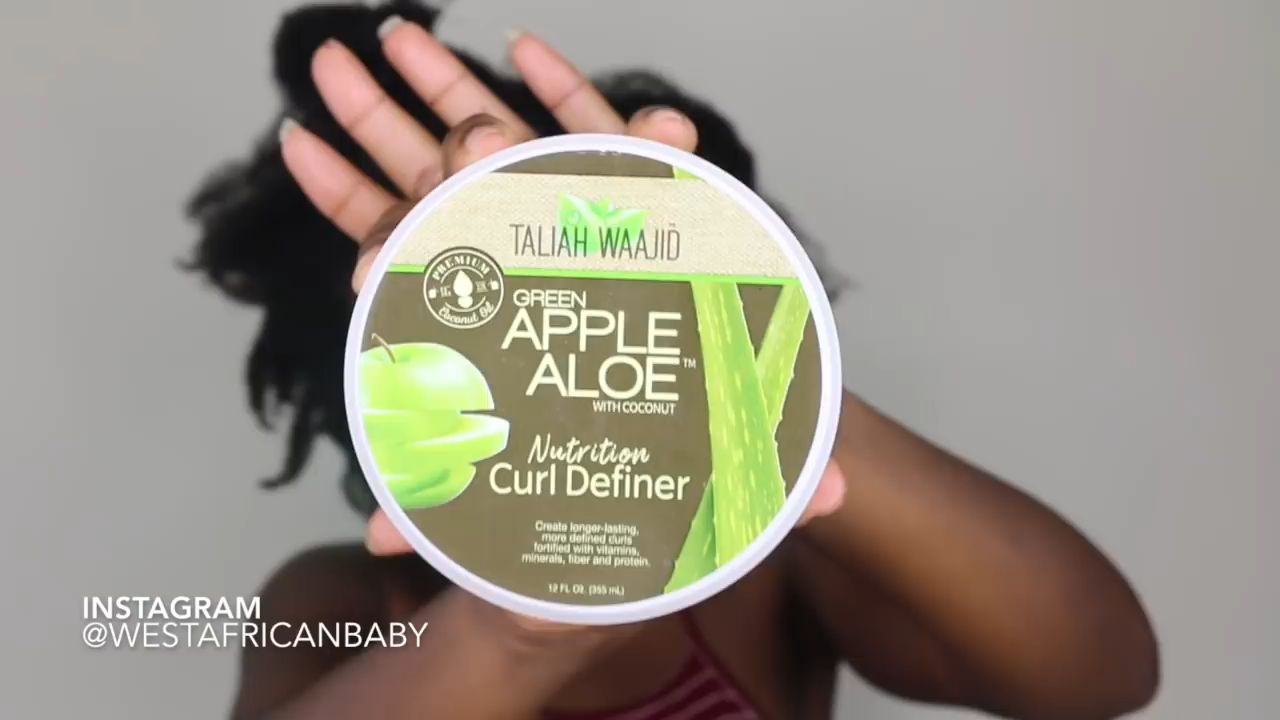 TALIAH WAAJID
PREMIUM
Coconut Oil
GREEN
APPLE
ALOE™
WITH COCONUT
Nutrition
Curl Definer
Create longer-lasting,
more defined curls
fortified with vitamins,
minerals, fiber and protein.
12 FL OZ. (355 mL)
INSTAGRAM
@WESTAFRICANBABY